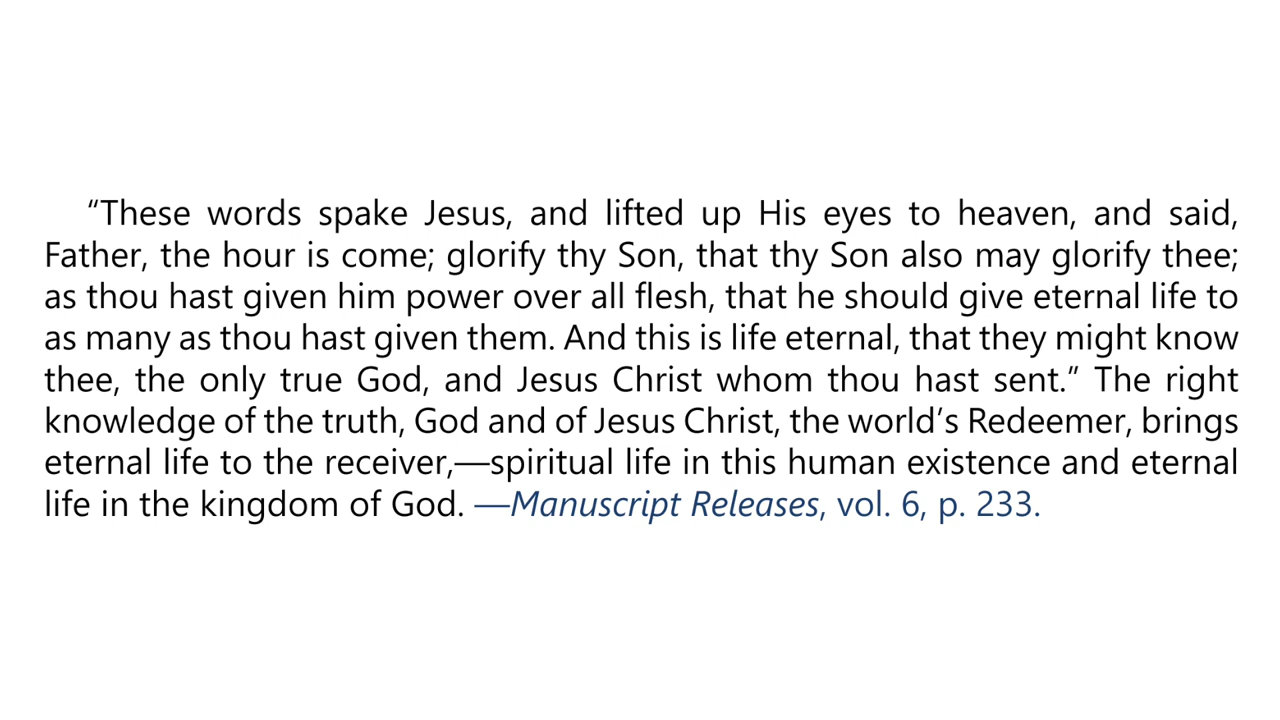 “These words spake Jesus, and lifted up His eyes to heaven, and said,
Father, the hour is come; glorify thy Son, that thy Son also may glorify thee;
as thou hast given him power over all flesh, that he should give eternal life to
as many as thou hast given them. And this is life eternal, that they might know
thee, the only true God, and Jesus Christ whom thou hast sent.” The right
knowledge of the truth, God and of Jesus Christ, the world’s Redeemer, brings
eternal life to the receiver,—spiritual life in this human existence and eternal
life in the kingdom of God. —Manuscript Releases, vol. 6, p. 233.